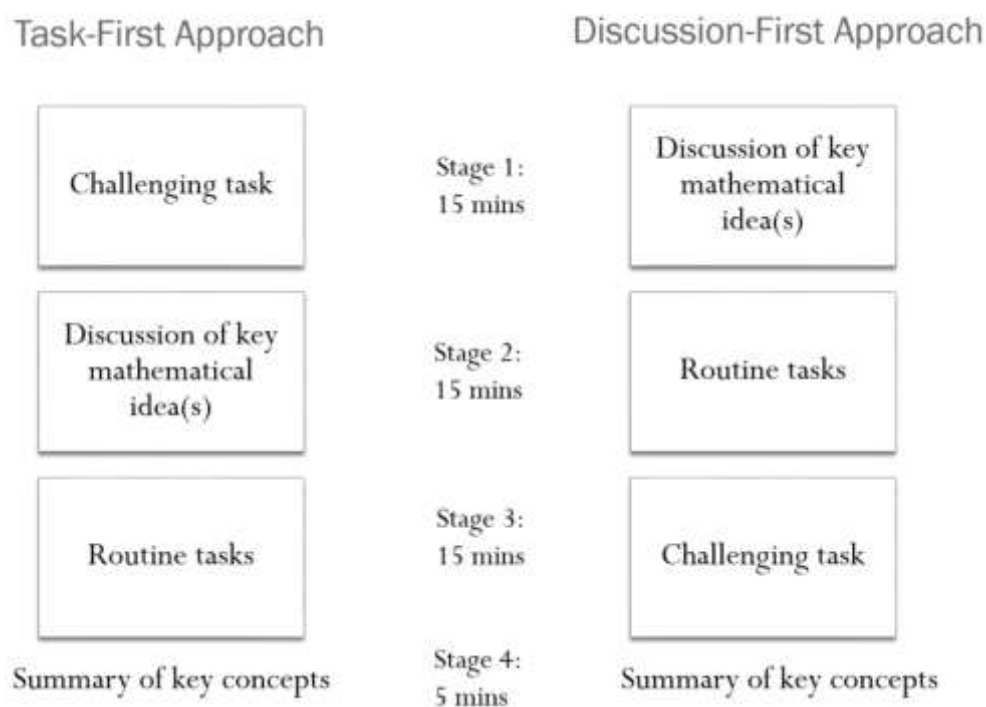 Task-First Approach
Discussion-First Approach
Challenging task
Stage 1:
15 mins
Discussion of key
mathematical
idea(s)
Discussion of key
mathematical
idea(s)
Stage 2:
15 mins
Routine tasks
Routine tasks
Stage 3:
15 mins
Challenging task
Summary of key concepts
Stage 4:
5 mins
Summary of key concepts